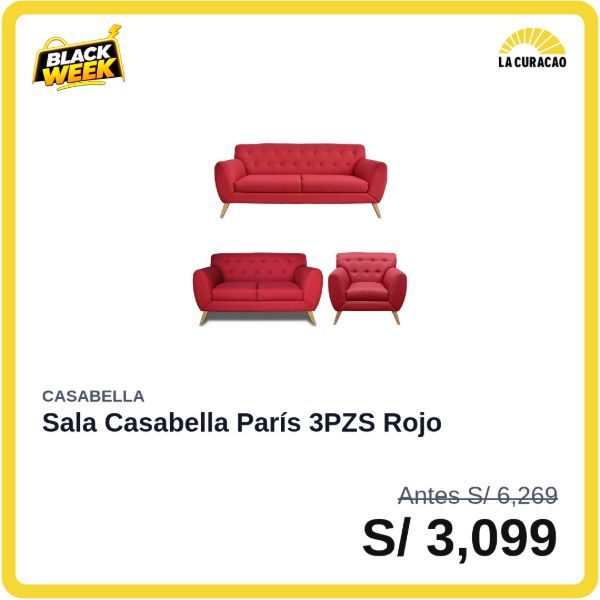 BLACK
WEEK
LA CURACAO
CASABELLA
Sala Casabella París 3PZS Rojo
Antes S/ 6,269
S/ 3,099